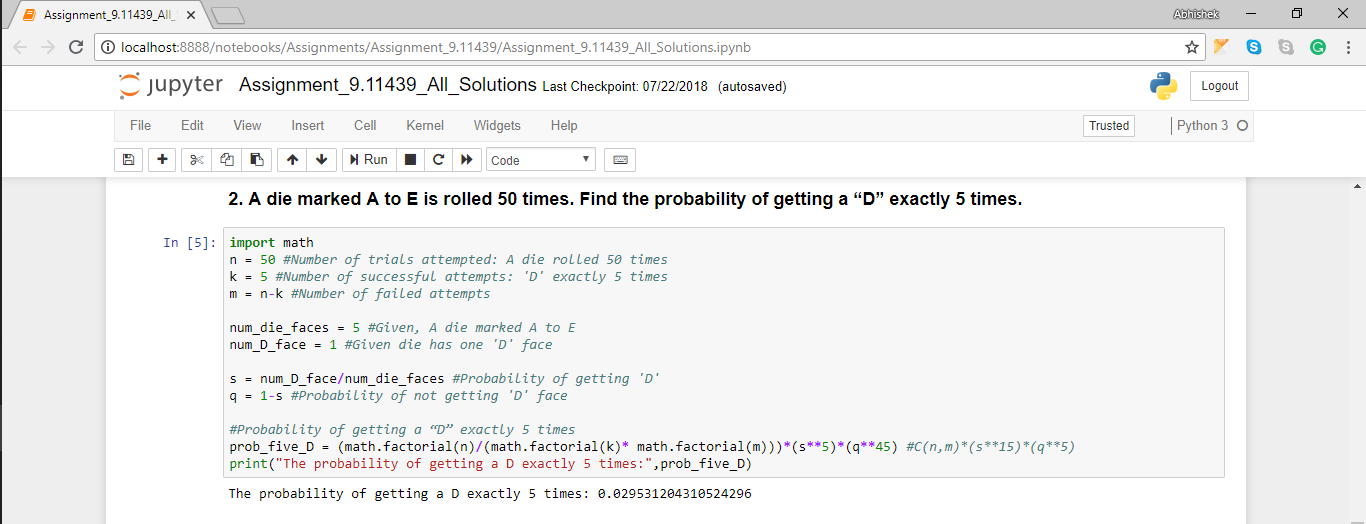 Assignment_9.11439_All_
Abhishek
localhost:8888/notebooks/Assignments/Assignment_9.11439/Assignment_9.11439_All_Solutions.ipynb
jupyter Assignment_9.11439_All_Solutions Last Checkpoint: 07/22/2018 (autosaved)
Logout
File Edit View Insert Cell Kernel Widgets Help Trusted Python 3
Run Code
2. A die marked A to E is rolled 50 times. Find the probability of getting a “D” exactly 5 times.
In [5]: import math
n = 50 #Number of trials attempted: A die rolled 50 times
k = 5 #Number of successful attempts: 'D' exactly 5 times
m = n-k #Number of failed attempts
num_die_faces = 5 #Given, A die marked A to E
num_D_face = 1 #Given die has one 'D' face
s = num_D_face/num_die_faces #Probability of getting 'D'
q = 1-s #Probability of not getting 'D' face
#Probability of getting a “D” exactly 5 times
prob_five_D = (math.factorial(n)/(math.factorial(k)* math.factorial(m)))*(s**5)*(q**45) #C(n,m)*(s**15)*(q**5)
print("The probability of getting a D exactly 5 times:",prob_five_D)
The probability of getting a D exactly 5 times: 0.029531204310524296